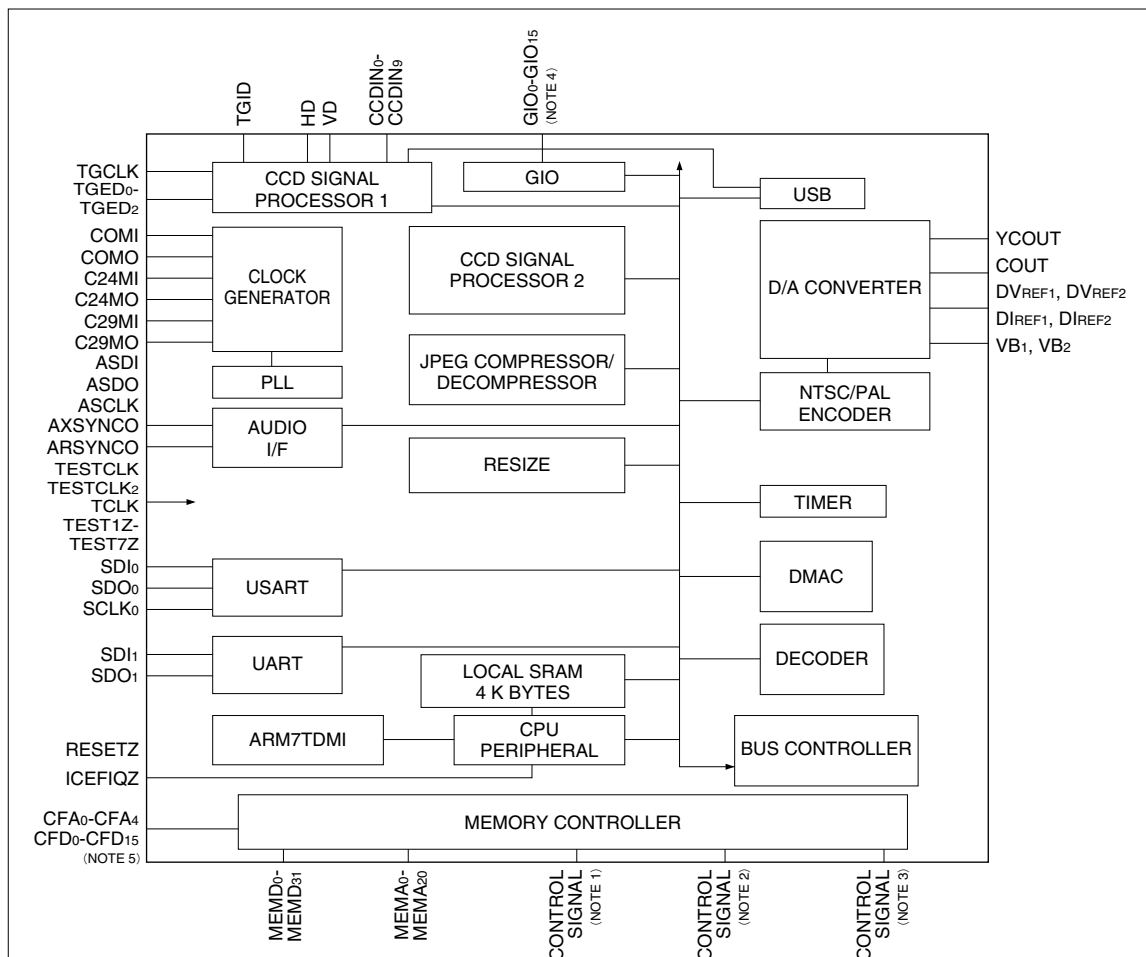 TGID
HD
VD
CCDIN0-
CCDIN9
GIO0-GIO15
(NOTE 4)
TGCLK
TGED0-
TGED2
COMI
COMO
C24MI
C24MO
C29MI
C29MO
ASDI
ASDO
ASCLK
AXSYNCO
ARSYNCO
TESTCLK
TESTCLK2
TCLK
TEST1Z-
TEST7Z
SDI0
SDO0
SCLK0
SDI1
SDO1
RESETZ
ICEFIQZ
CFA0-CFA4
CFD0-CFD15
(NOTE 5)
CCD SIGNAL
PROCESSOR 1
CLOCK
GENERATOR
PLL
AUDIO
I/F
USART
UART
ARM7TDMI
GIO
CCD SIGNAL
PROCESSOR 2
JPEG COMPRESSOR/
DECOMPRESSOR
RESIZE
LOCAL SRAM
4 K BYTES
CPU
PERIPHERAL
USB
D/A CONVERTER
NTSC/PAL
ENCODER
TIMER
DMAC
DECODER
BUS CONTROLLER
MEMORY CONTROLLER
YCOUT
COUT
DVREF1, DVREF2
DIREF1, DIREF2
VB1, VB2
MEMD0-
MEMD31
MEMA0-
MEMA20
CONTROL
SIGNAL
(NOTE 1)
CONTROL
SIGNAL
(NOTE 2)
CONTROL
SIGNAL
(NOTE 3)